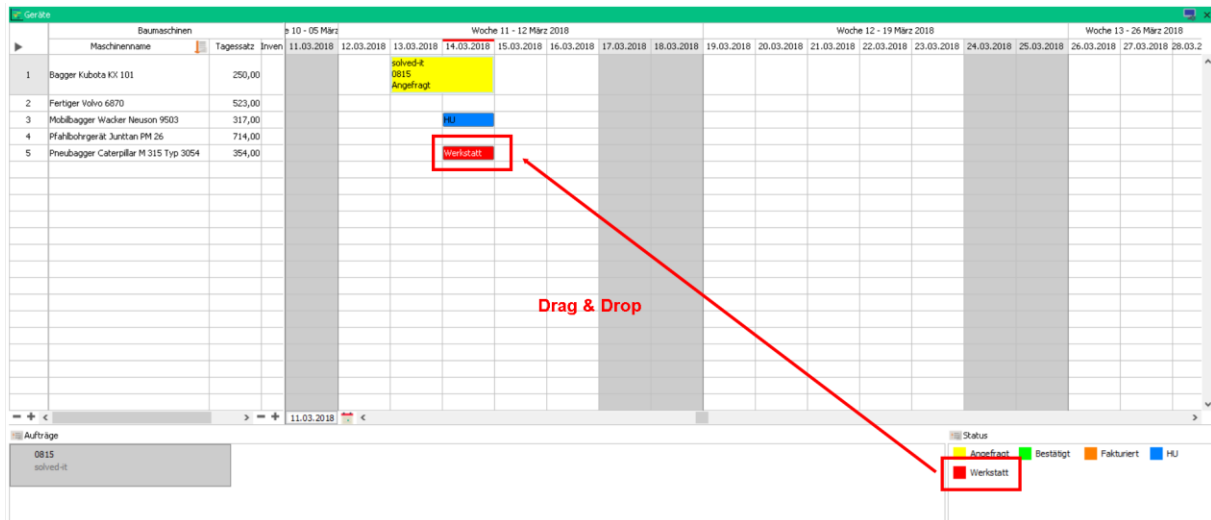 Geräte
Baumaschinen e 10 - 05 März Woche 11 - 12 März 2018 Woche 12 - 19 März 2018 Woche 13 - 26 März 2018
Maschinenname Tagessatz Inven 11.03.2018 12.03.2018 13.03.2018 14.03.2018 15.03.2018 16.03.2018 17.03.2018 18.03.2018 19.03.2018 20.03.2018 21.03.2018 22.03.2018 23.03.2018 24.03.2018 25.03.2018 26.03.2018 27.03.2018 28.03.2
solved-it
1 Bagger Kubota KX 101 250,00 0815
Angefragt
2 Fertiger Volvo 6870 523,00
3 Mobilbagger Wacker Neuson 9503 317,00 HU
4 Pfahlbohrgerät Junttan PM 26 714,00
5 Pneubagger Caterpillar M 315 Typ 3054 354,00 Werkstatt
Drag & Drop
11.03.2018
Aufträge Status
0815 Angefragt Bestätigt Fakturiert HU
solved-it Werkstatt